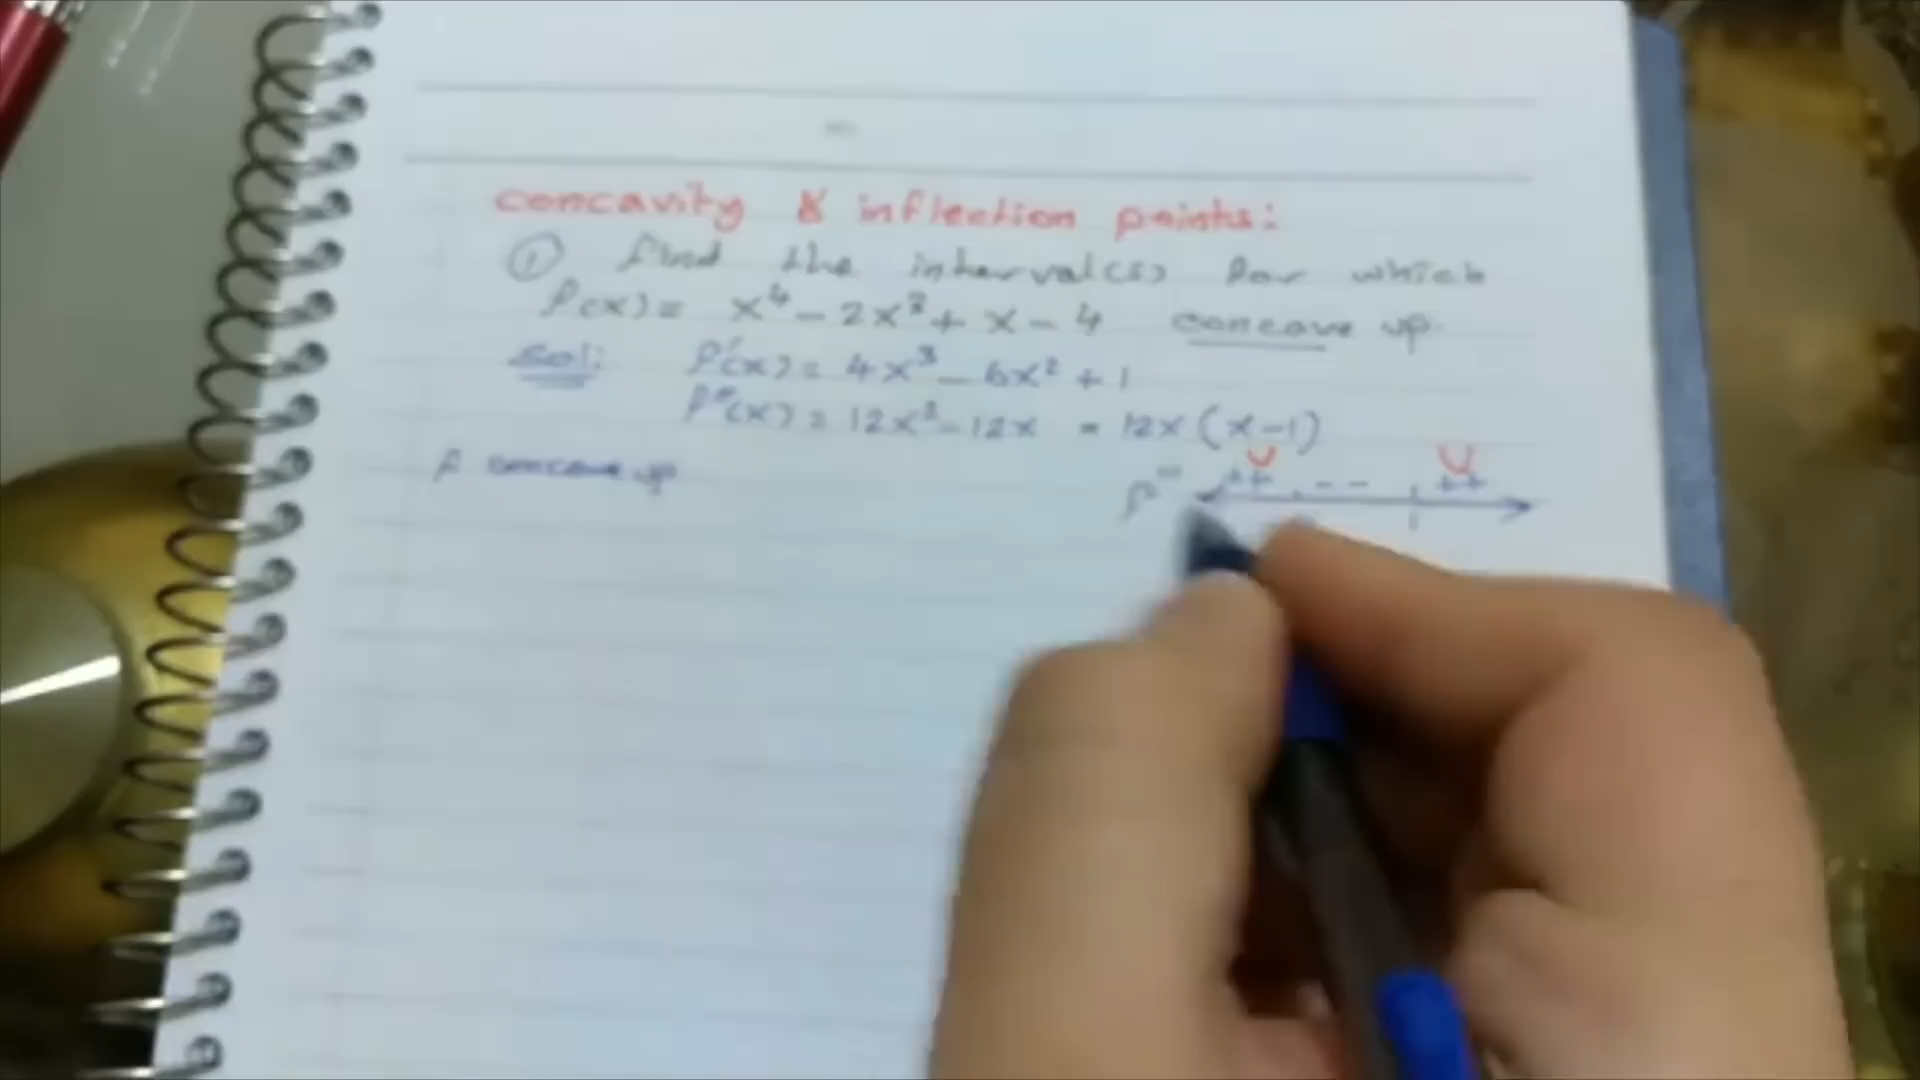 concavity & inflection points:
① find the interval(s) for which
f(x) = x⁴ - 2x³ + x - 4 concave up.
Sol: f'(x) = 4x³ - 6x² + 1
f''(x) = 12x² - 12x = 12x (x-1)
f concave up
f'' ++ - - ++
1